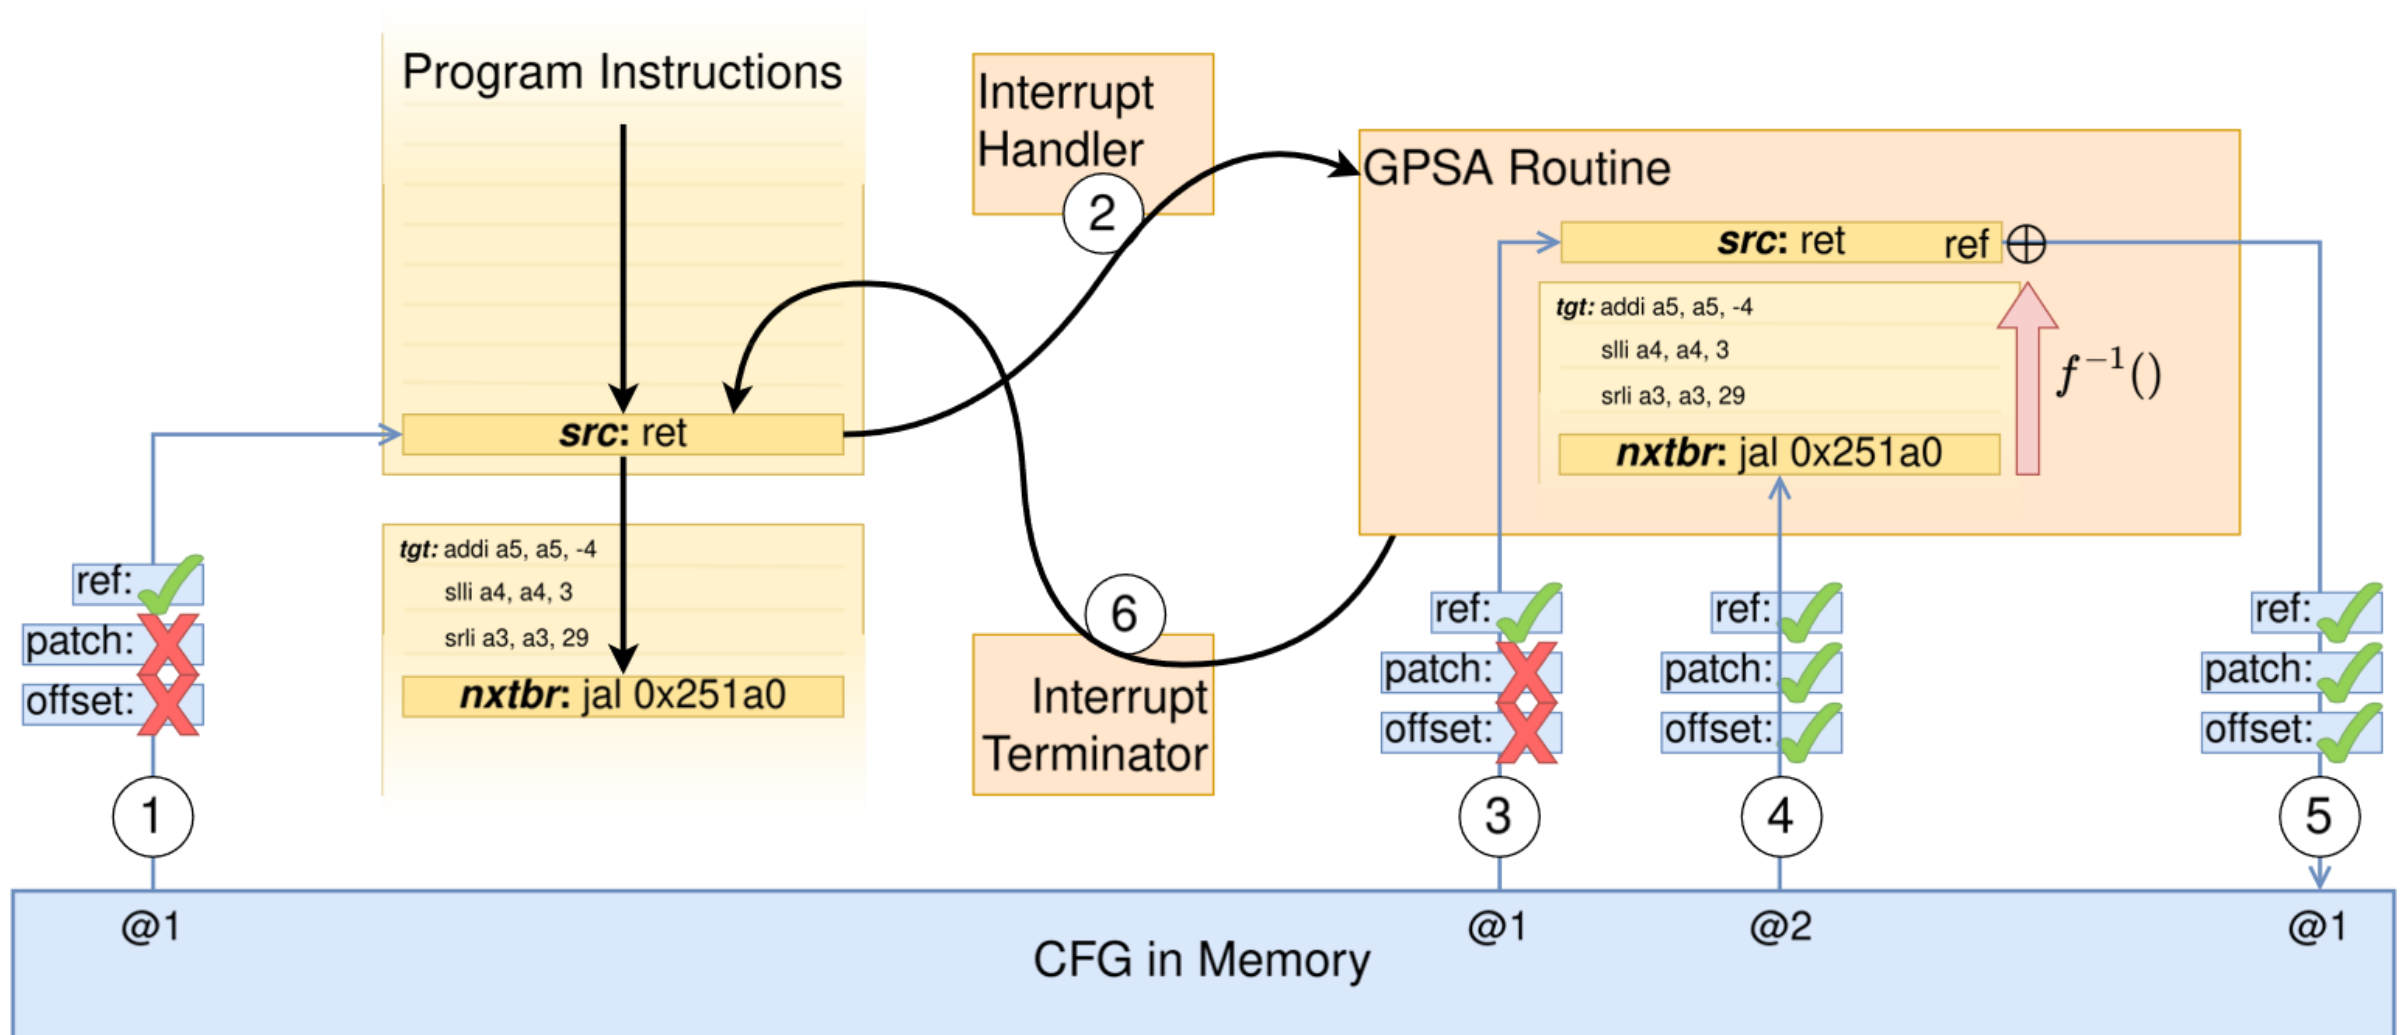 Program Instructions
src: ret
tgt: addi a5, a5, -4
slli a4, a4, 3
srli a3, a3, 29
nxtbr: jal 0x251a0
ref:
patch:
offset:
1
Interrupt
Handler
2
6
Interrupt
Terminator
GPSA Routine
src: ret ref ⊕
tgt: addi a5, a5, -4
slli a4, a4, 3
srli a3, a3, 29
nxtbr: jal 0x251a0
f⁻¹()
ref:
patch:
offset:
3
ref:
patch:
offset:
4
ref:
patch:
offset:
5
@1
@1
@2
@1
CFG in Memory